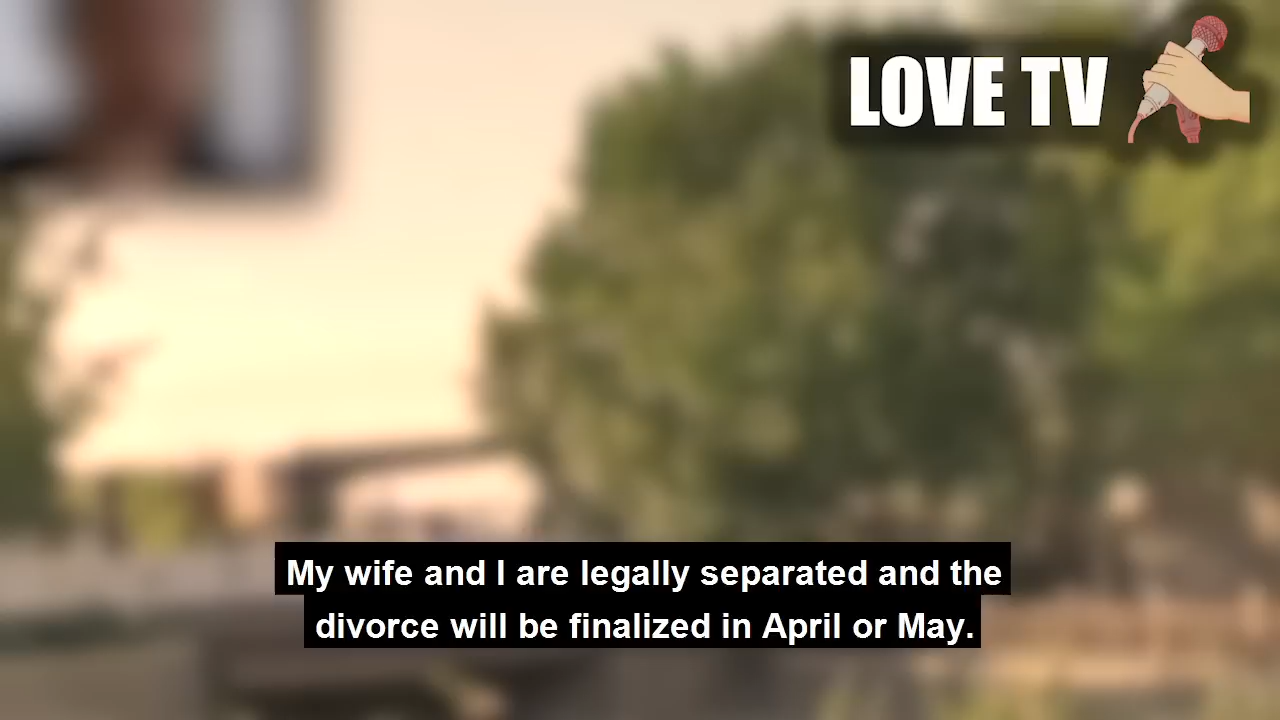 LOVE TV
My wife and I are legally separated and the
divorce will be finalized in April or May.